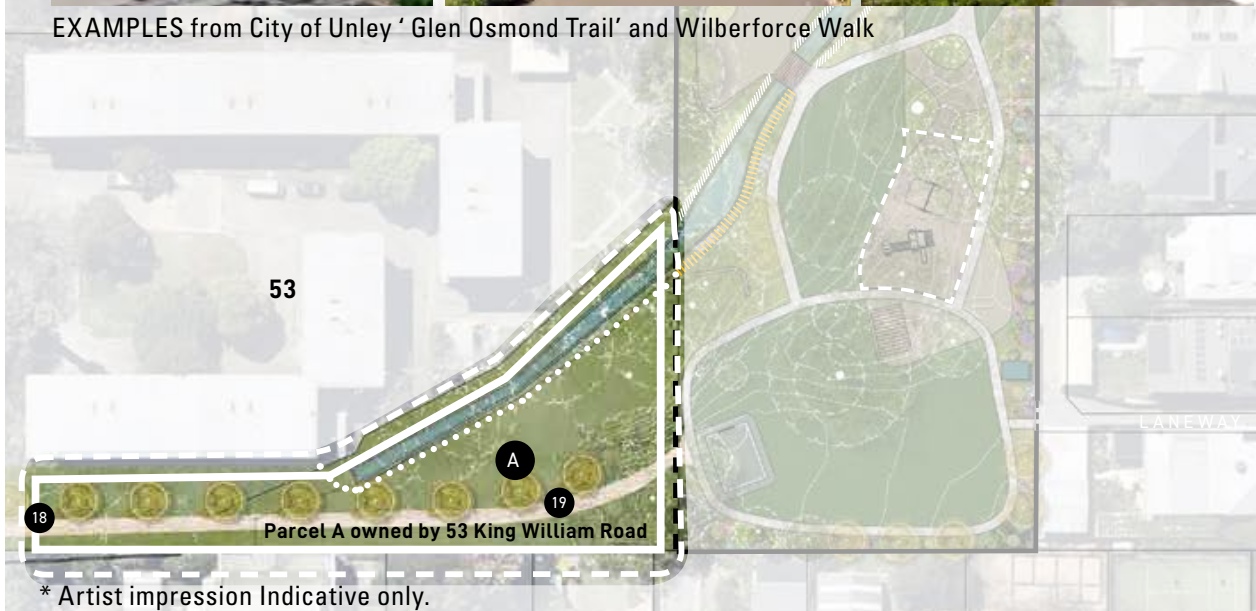 EXAMPLES from City of Unley ‘ Glen Osmond Trail’ and Wilberforce Walk
53
LANEWAY
A
19
18
Parcel A owned by 53 King William Road
* Artist impression Indicative only.